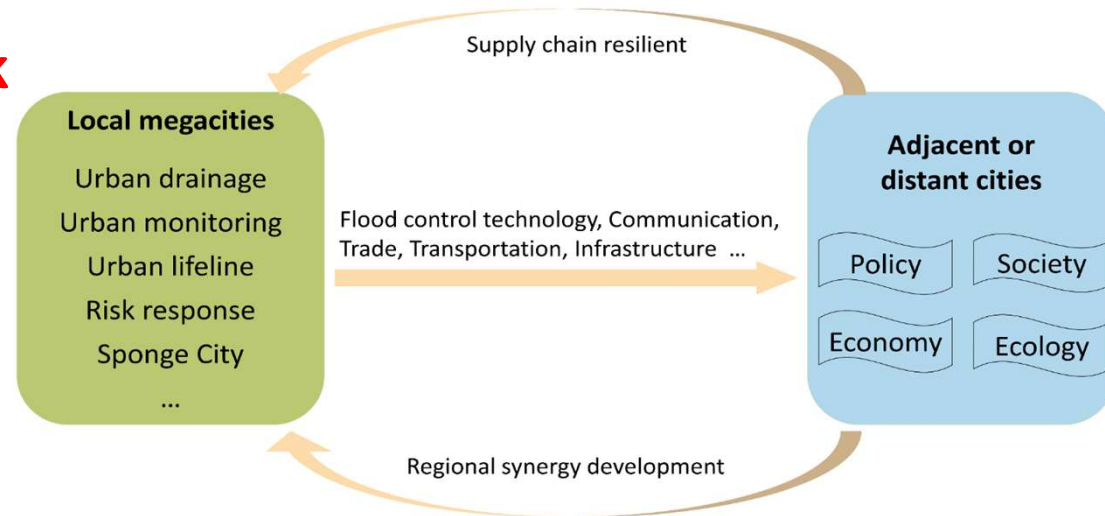 Supply chain resilient
Local megacities
Urban drainage
Urban monitoring
Urban lifeline
Risk response
Sponge City
...
Flood control technology, Communication,
Trade, Transportation, Infrastructure ...
Adjacent or
distant cities
Policy
Society
Economy
Ecology
Regional synergy development